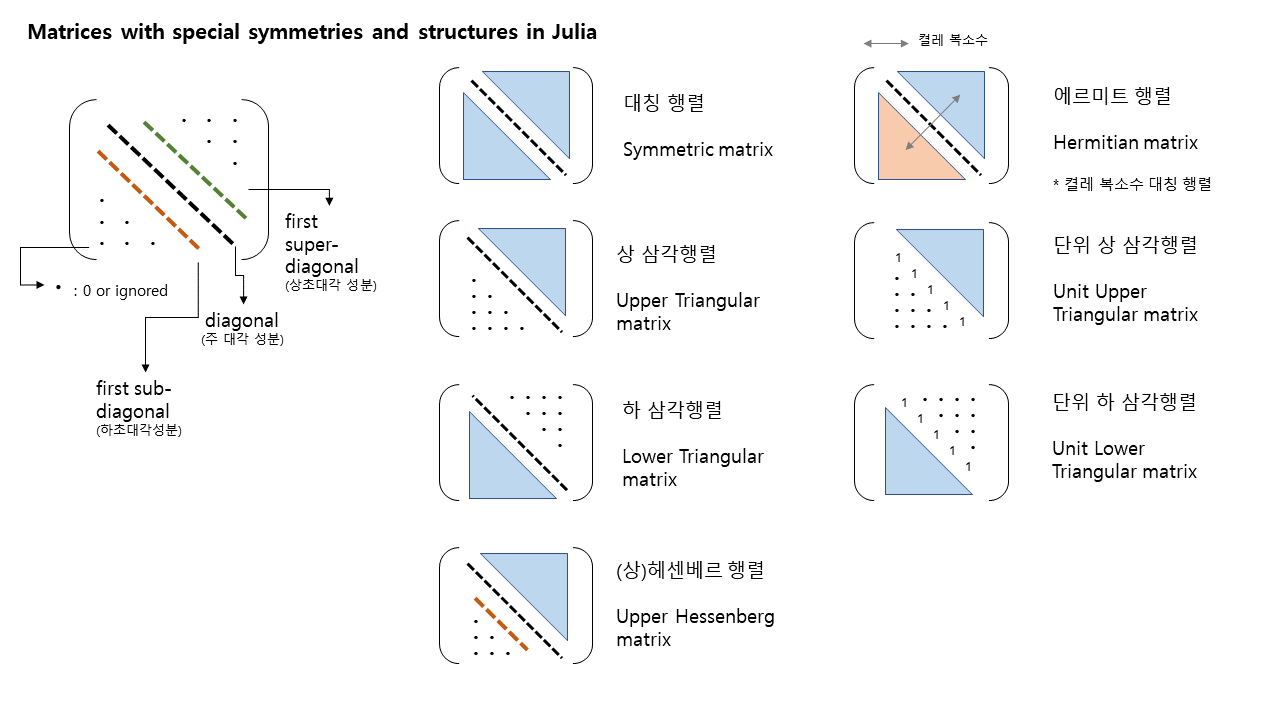 Matrices with special symmetries and structures in Julia
first
super-
diagonal
(상초대각 성분)
• : 0 or ignored
diagonal
(주 대각 성분)
first sub-
diagonal
(하초대각성분)
대칭 행렬
Symmetric matrix
상 삼각행렬
Upper Triangular
matrix
하 삼각행렬
Lower Triangular
matrix
(상)헤센베르 행렬
Upper Hessenberg
matrix
켤레 복소수
에르미트 행렬
Hermitian matrix
* 켤레 복소수 대칭 행렬
1
1
1
1
1
단위 상 삼각행렬
Unit Upper
Triangular matrix
1
1
1
1
1
단위 하 삼각행렬
Unit Lower
Triangular matrix